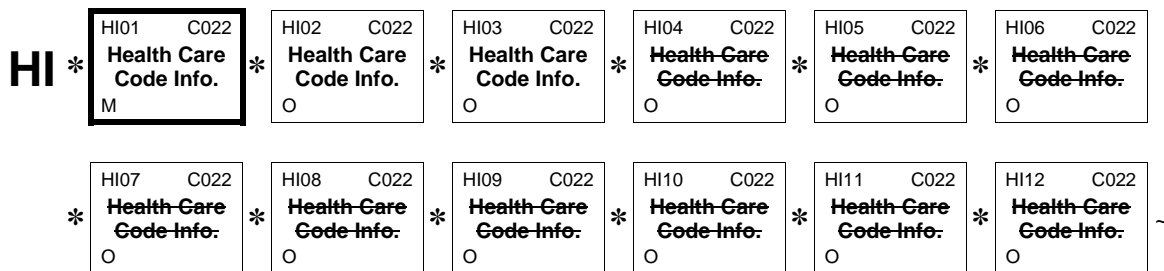 HI * HI01 C022 * HI02 C022 * HI03 C022 * HI04 C022 * HI05 C022 * HI06 C022
Health Care Health Care Health Care Health Care Health Care Health Care
Code Info. Code Info. Code Info. Code Info. Code Info. Code Info.
M O O O O O
* HI07 C022 * HI08 C022 * HI09 C022 * HI10 C022 * HI11 C022 * HI12 C022 ~
Health Care Health Care Health Care Health Care Health Care Health Care
Code Info. Code Info. Code Info. Code Info. Code Info. Code Info.
O O O O O O